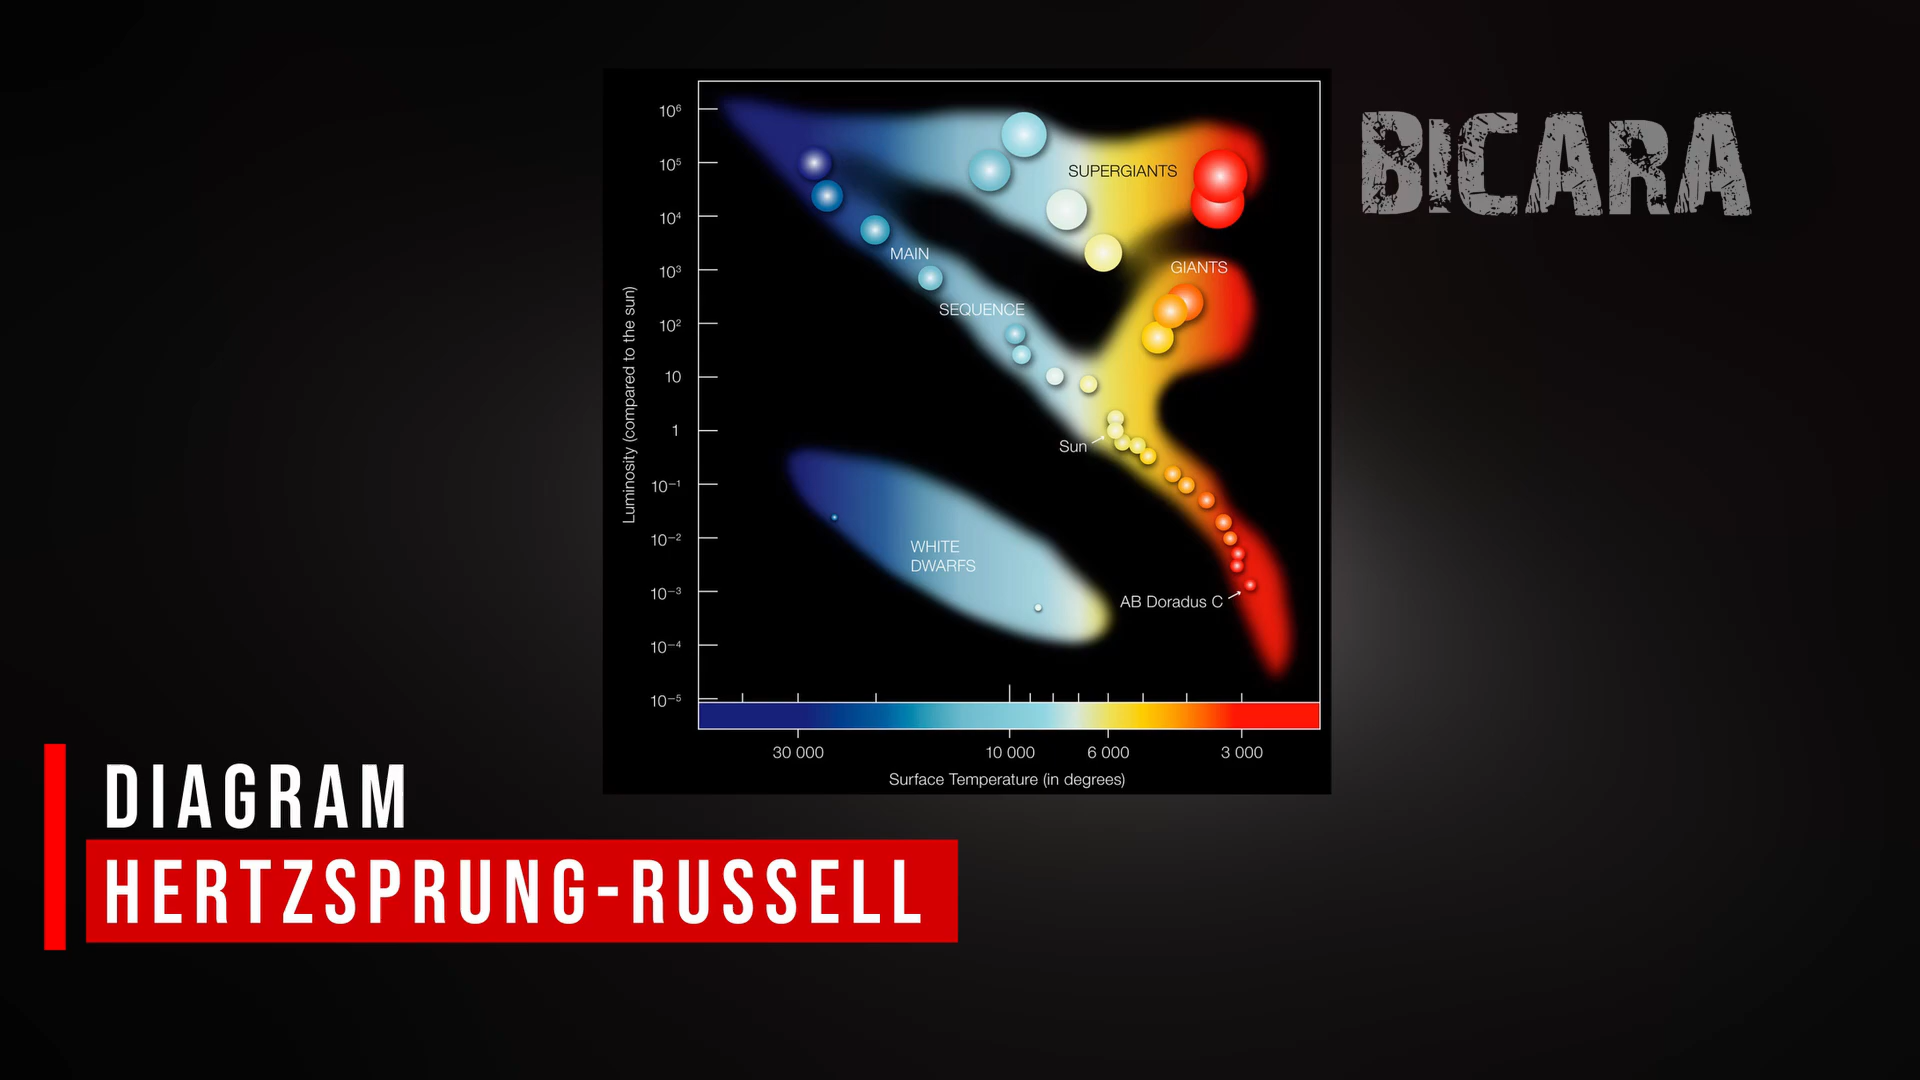 BICARA
10⁶
10⁵
10⁴
10³
10²
10
1
10⁻¹
10⁻²
10⁻³
10⁻⁴
10⁻⁵
Luminosity (compared to the sun)
SUPERGIANTS
MAIN
GIANTS
SEQUENCE
Sun
WHITE
DWARFS
AB Doradus C
30 000 10 000 6 000 3 000
Surface Temperature (in degrees)
DIAGRAM
HERTZSPRUNG-RUSSELL